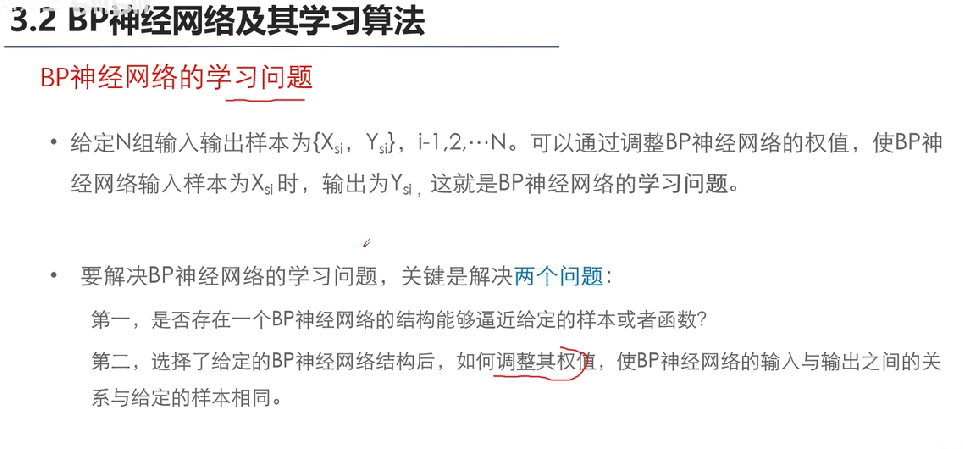 3.2 BP神经网络及其学习算法
BP神经网络的学习问题
• 给定N组输入输出样本为{Xsi，Ysi}，i-1,2,…N。可以通过调整BP神经网络的权值，使BP神
经网络输入样本为Xsi时，输出为Ysi，这就是BP神经网络的学习问题。
• 要解决BP神经网络的学习问题，关键是解决两个问题：
第一，是否存在一个BP神经网络的结构能够逼近给定的样本或者函数?
第二，选择了给定的BP神经网络结构后，如何调整其权值，使BP神经网络的输入与输出之间的关
系与给定的样本相同。